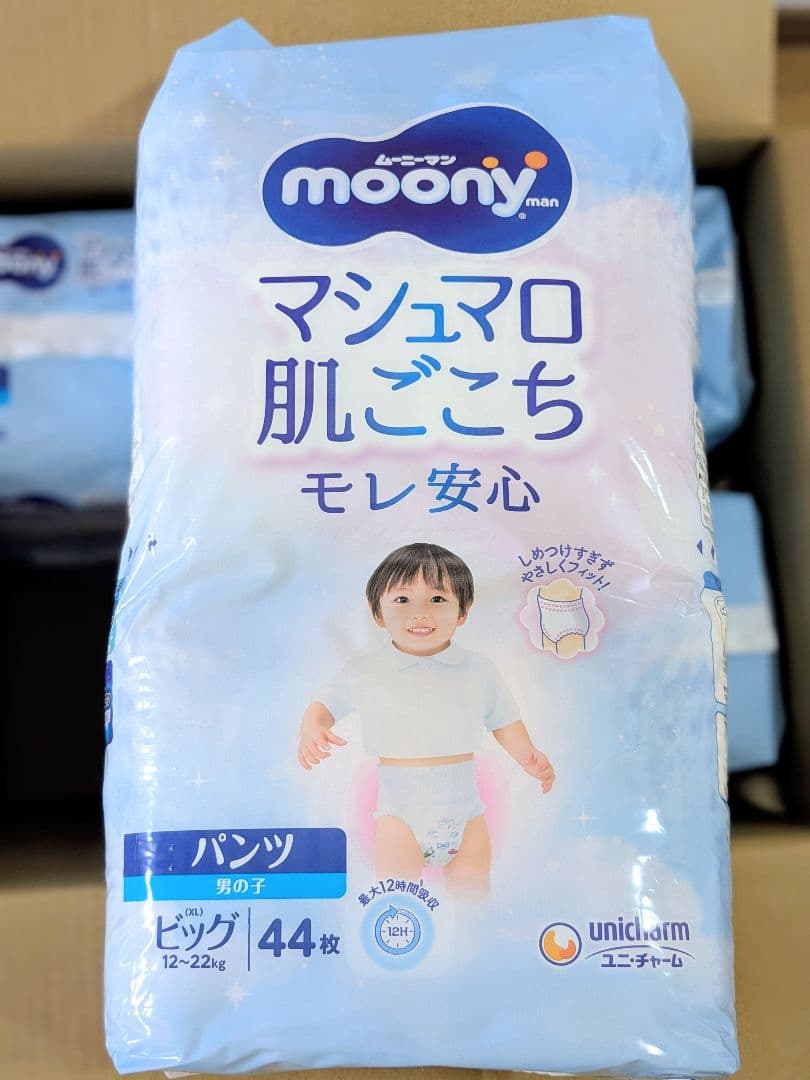 ムーニーマン
moony
man
®
マシュマロ
肌ごこち
モレ安心
しめつけすぎず
やさしくフィット!
パンツ
男の子
(XL)
ビッグ
12~22kg
44枚
最大12時間吸収
12H
unicharm
ユニ・チャーム
moony